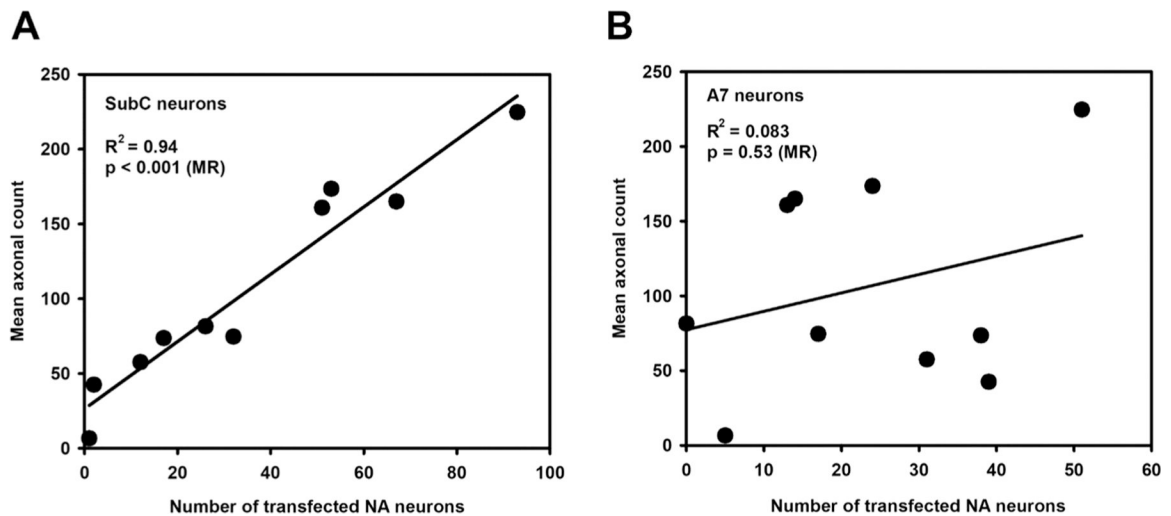 A
B
SubC neurons
R² = 0.94
p < 0.001 (MR)
250
200
150
100
50
0
Mean axonal count
0 20 40 60 80 100
Number of transfected NA neurons
A7 neurons
R² = 0.083
p = 0.53 (MR)
250
200
150
100
50
0
Mean axonal count
0 10 20 30 40 50 60
Number of transfected NA neurons